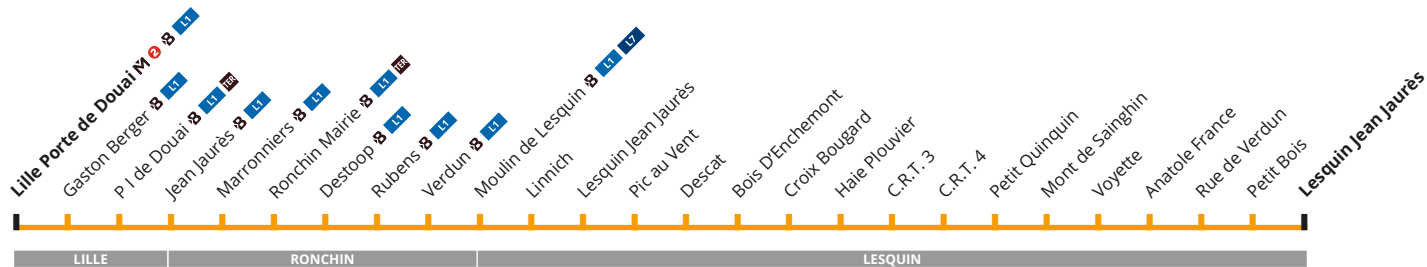 Lille Porte de Douai M 2 L1
Gaston Berger L1
P l de Douai L1 TER
Jean Jaurès L1
Marronniers L1
Ronchin Mairie L1 TER
Destoop L1
Rubens L1
Verdun L1
Moulin de Lesquin L1 L7
Linnich
Lesquin Jean Jaurès
Pic au Vent
Descat
Bois D'Enchemont
Croix Bougard
Haie Plouvier
C.R.T. 3
C.R.T. 4
Petit Quinquin
Mont de Sainghin
Voyette
Anatole France
Rue de Verdun
Petit Bois
Lesquin Jean Jaurès
LILLE
RONCHIN
LESQUIN